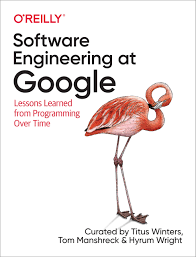 O'REILLY®
Software
Engineering at
Google
Lessons Learned
from Programming
Over Time
Curated by Titus Winters,
Tom Manshreck & Hyrum Wright